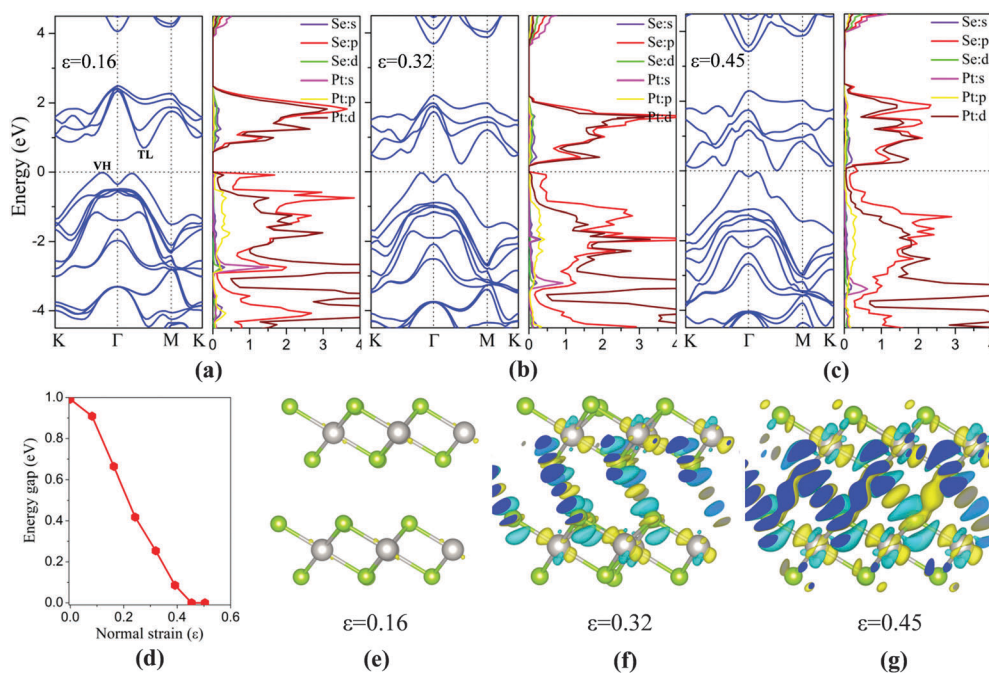 ε=0.16
Se:s
Se:p
Se:d
Pt:s
Pt:p
Pt:d
VH
TL
Energy (eV)
4
2
0
-2
-4
K Γ M K
0 1 2 3 4
(a)
ε=0.32
Se:s
Se:p
Se:d
Pt:s
Pt:p
Pt:d
K Γ M K
0 1 2 3 4
(b)
ε=0.45
Se:s
Se:p
Se:d
Pt:s
Pt:p
Pt:d
K Γ M K
0 1 2 3 4
(c)
Energy gap (eV)
1.0
0.8
0.6
0.4
0.2
0.0
0.0 0.2 0.4 0.6
Normal strain (ε)
(d)
ε=0.16
(e)
ε=0.32
(f)
ε=0.45
(g)